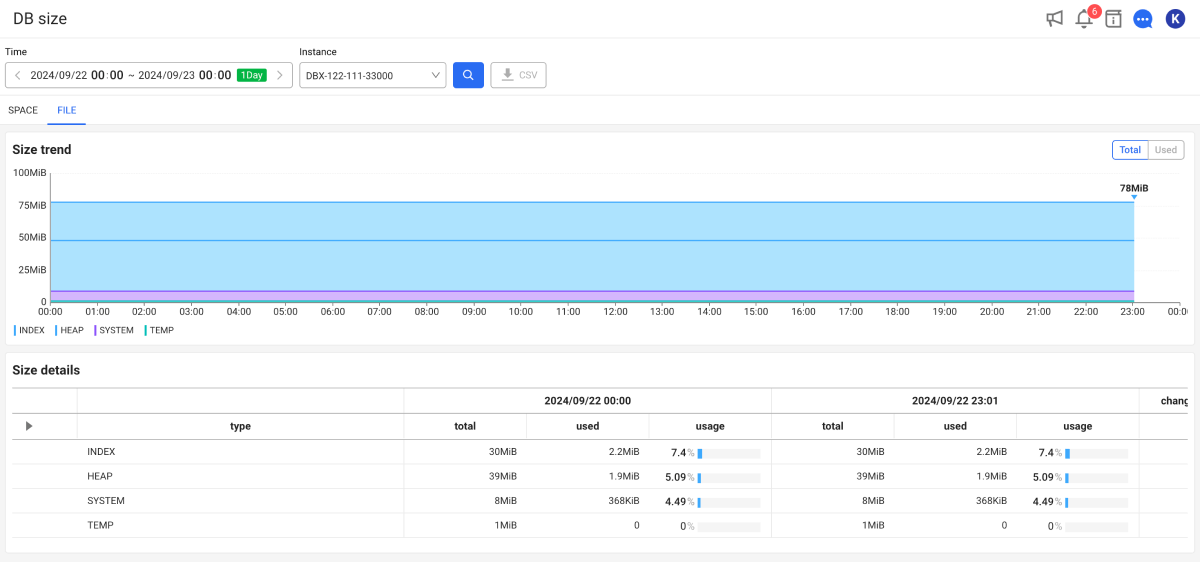 DB size
6
K
Time
Instance
2024/09/22 00:00 ~ 2024/09/23 00:00 1Day
DBX-122-111-33000
CSV
SPACE FILE
Size trend
Total Used
100MiB
78MiB
75MiB
50MiB
25MiB
0
00:00 01:00 02:00 03:00 04:00 05:00 06:00 07:00 08:00 09:00 10:00 11:00 12:00 13:00 14:00 15:00 16:00 17:00 18:00 19:00 20:00 21:00 22:00 23:00 00:0
INDEX HEAP SYSTEM TEMP
Size details
2024/09/22 00:00 2024/09/22 23:01 chang
type total used usage total used usage
INDEX 30MiB 2.2MiB 7.4% 30MiB 2.2MiB 7.4%
HEAP 39MiB 1.9MiB 5.09% 39MiB 1.9MiB 5.09%
SYSTEM 8MiB 368KiB 4.49% 8MiB 368KiB 4.49%
TEMP 1MiB 0 0% 1MiB 0 0%